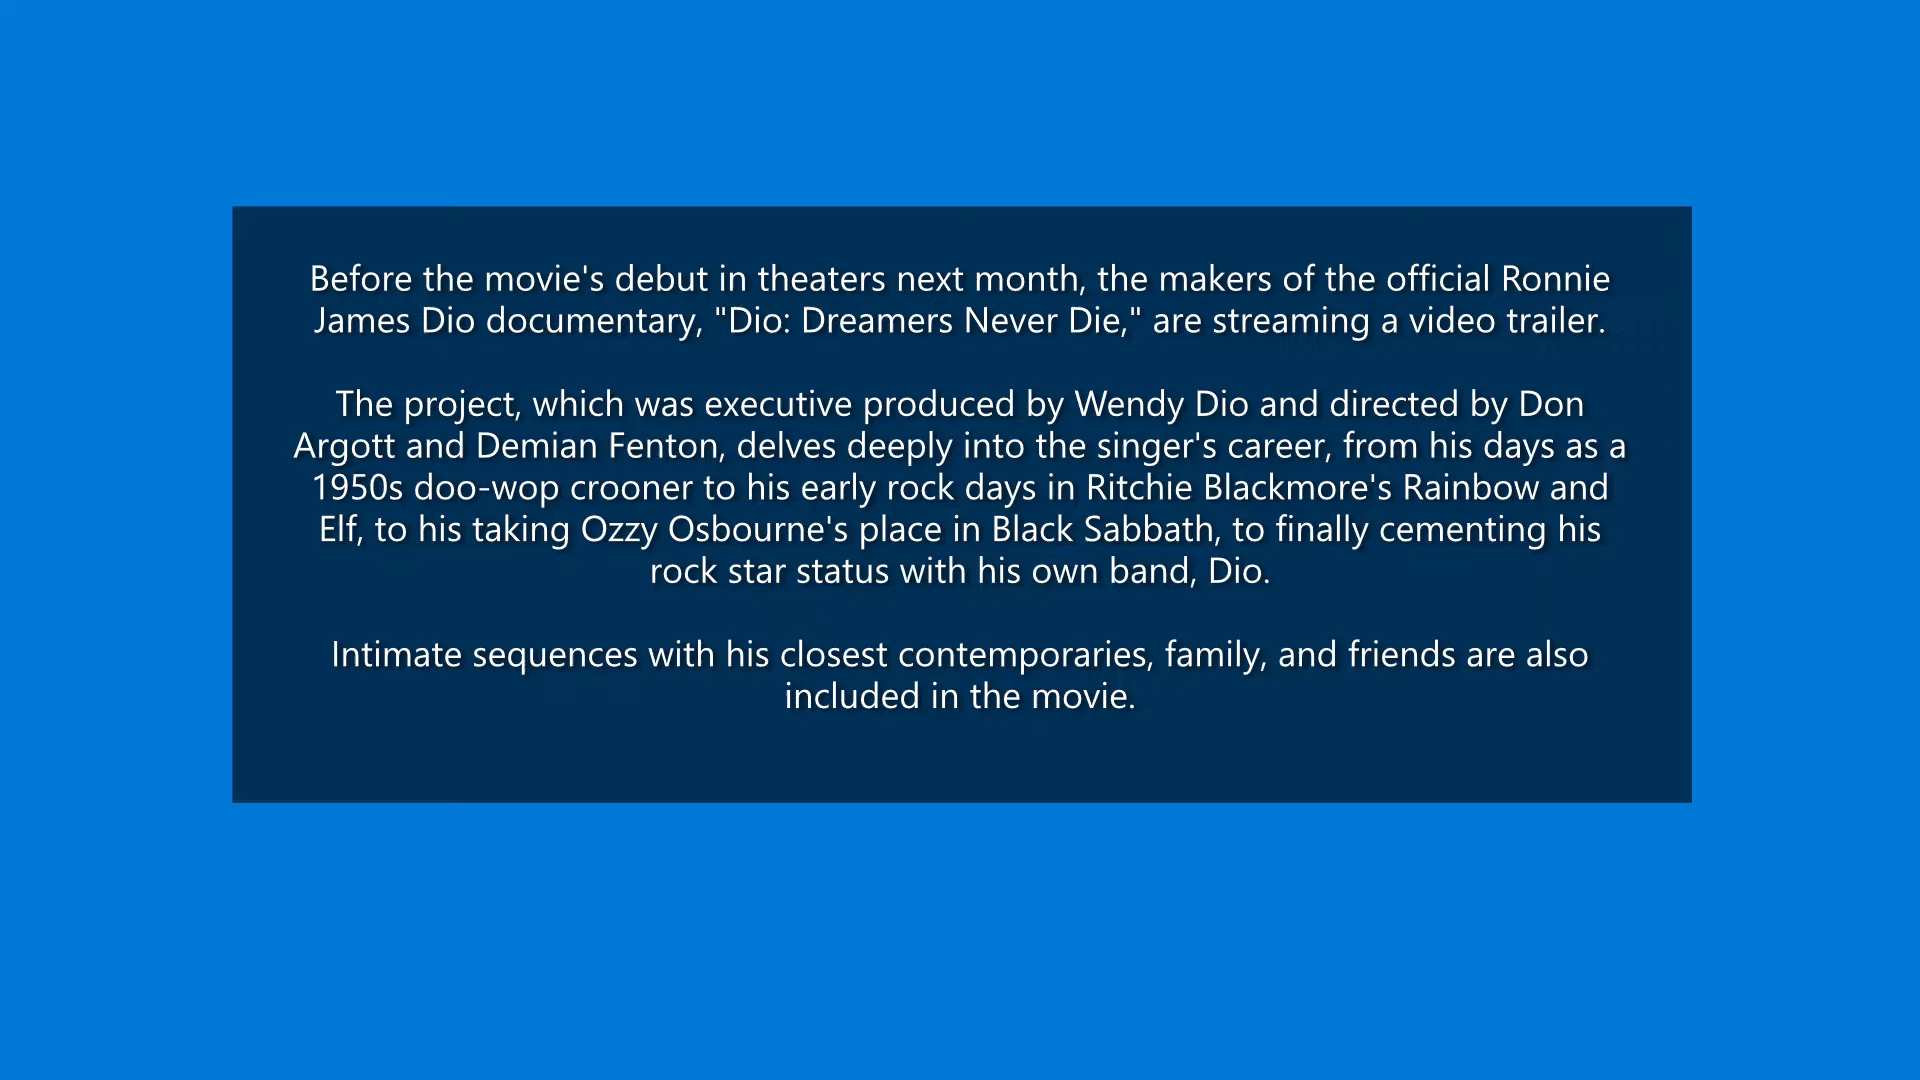 Before the movie's debut in theaters next month, the makers of the official Ronnie
James Dio documentary, "Dio: Dreamers Never Die," are streaming a video trailer.
The project, which was executive produced by Wendy Dio and directed by Don
Argott and Demian Fenton, delves deeply into the singer's career, from his days as a
1950s doo-wop crooner to his early rock days in Ritchie Blackmore's Rainbow and
Elf, to his taking Ozzy Osbourne's place in Black Sabbath, to finally cementing his
rock star status with his own band, Dio.
Intimate sequences with his closest contemporaries, family, and friends are also
included in the movie.